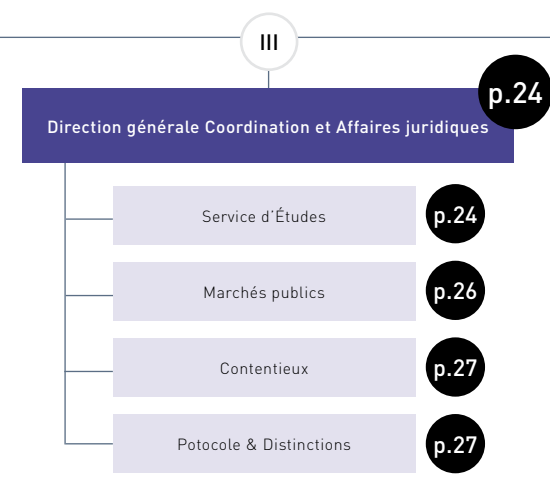 III
p.24
Direction générale Coordination et Affaires juridiques
Service d'Études
p.24
Marchés publics
p.26
Contentieux
p.27
Potocole & Distinctions
p.27